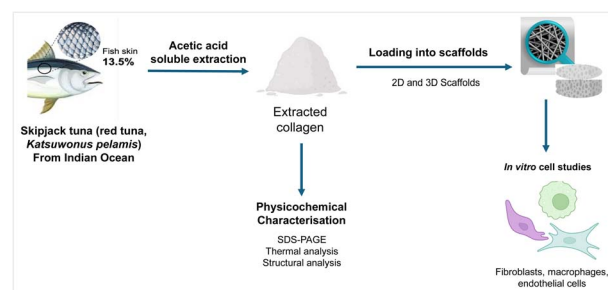 Fish skin
13.5%
Skipjack tuna (red tuna,
Katsuwonus pelamis)
From Indian Ocean
Acetic acid
soluble extraction
Extracted
collagen
Loading into scaffolds
2D and 3D Scaffolds
Physicochemical
Characterisation
SDS-PAGE
Thermal analysis
Structural analysis
In vitro cell studies
Fibroblasts, macrophages,
endothelial cells